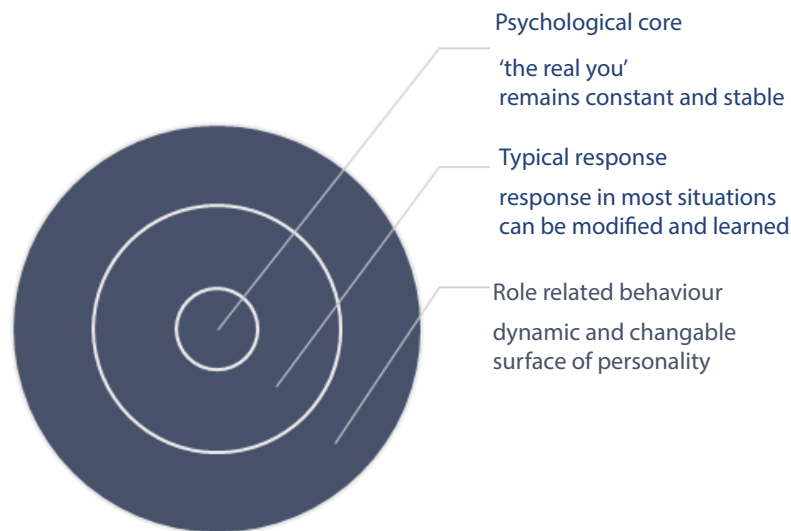 Psychological core
‘the real you’
remains constant and stable
Typical response
response in most situations
can be modified and learned
Role related behaviour
dynamic and changable
surface of personality